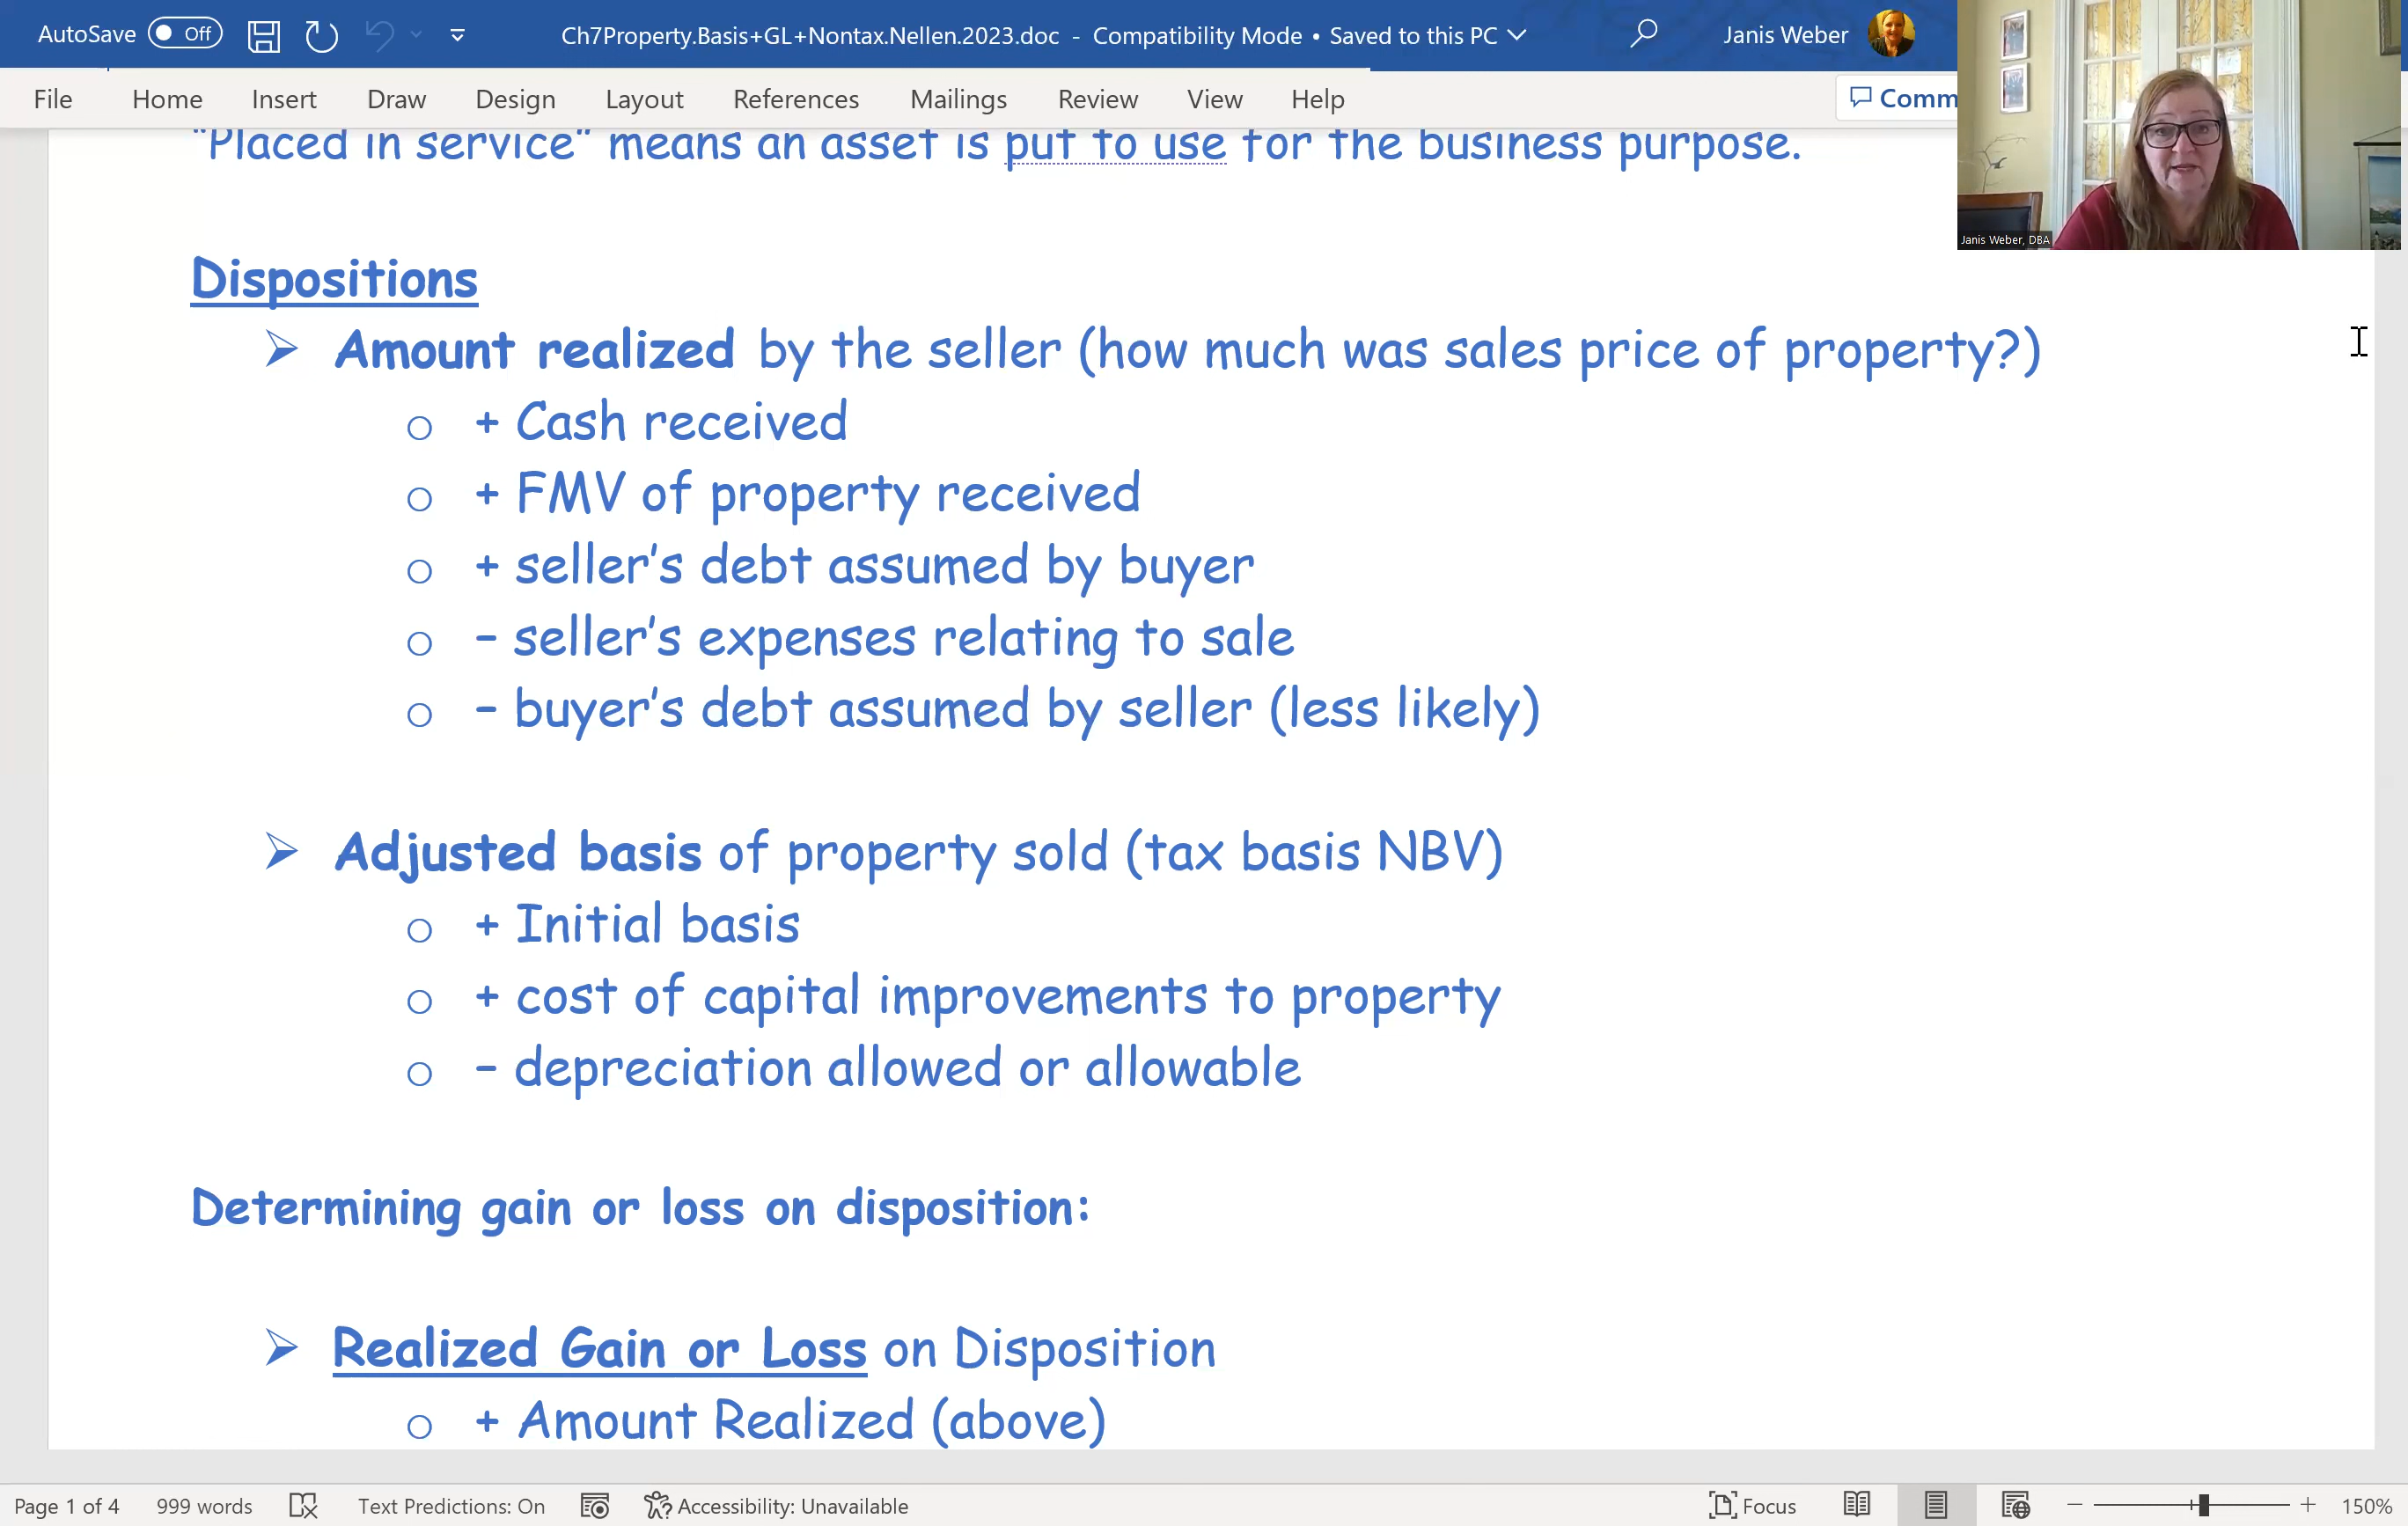 AutoSave Off Ch7Property.Basis+GL+Nontax.Nellen.2023.doc - Compatibility Mode • Saved to this PC Janis Weber
File Home Insert Draw Design Layout References Mailings Review View Help Comm
Janis Weber, DBA
"Placed in service" means an asset is put to use for the business purpose.
Dispositions
➢ Amount realized by the seller (how much was sales price of property?)
o + Cash received
o + FMV of property received
o + seller's debt assumed by buyer
o – seller's expenses relating to sale
o – buyer's debt assumed by seller (less likely)
➢ Adjusted basis of property sold (tax basis NBV)
o + Initial basis
o + cost of capital improvements to property
o – depreciation allowed or allowable
Determining gain or loss on disposition:
➢ Realized Gain or Loss on Disposition
o + Amount Realized (above)
Page 1 of 4 999 words Text Predictions: On Accessibility: Unavailable Focus 150%